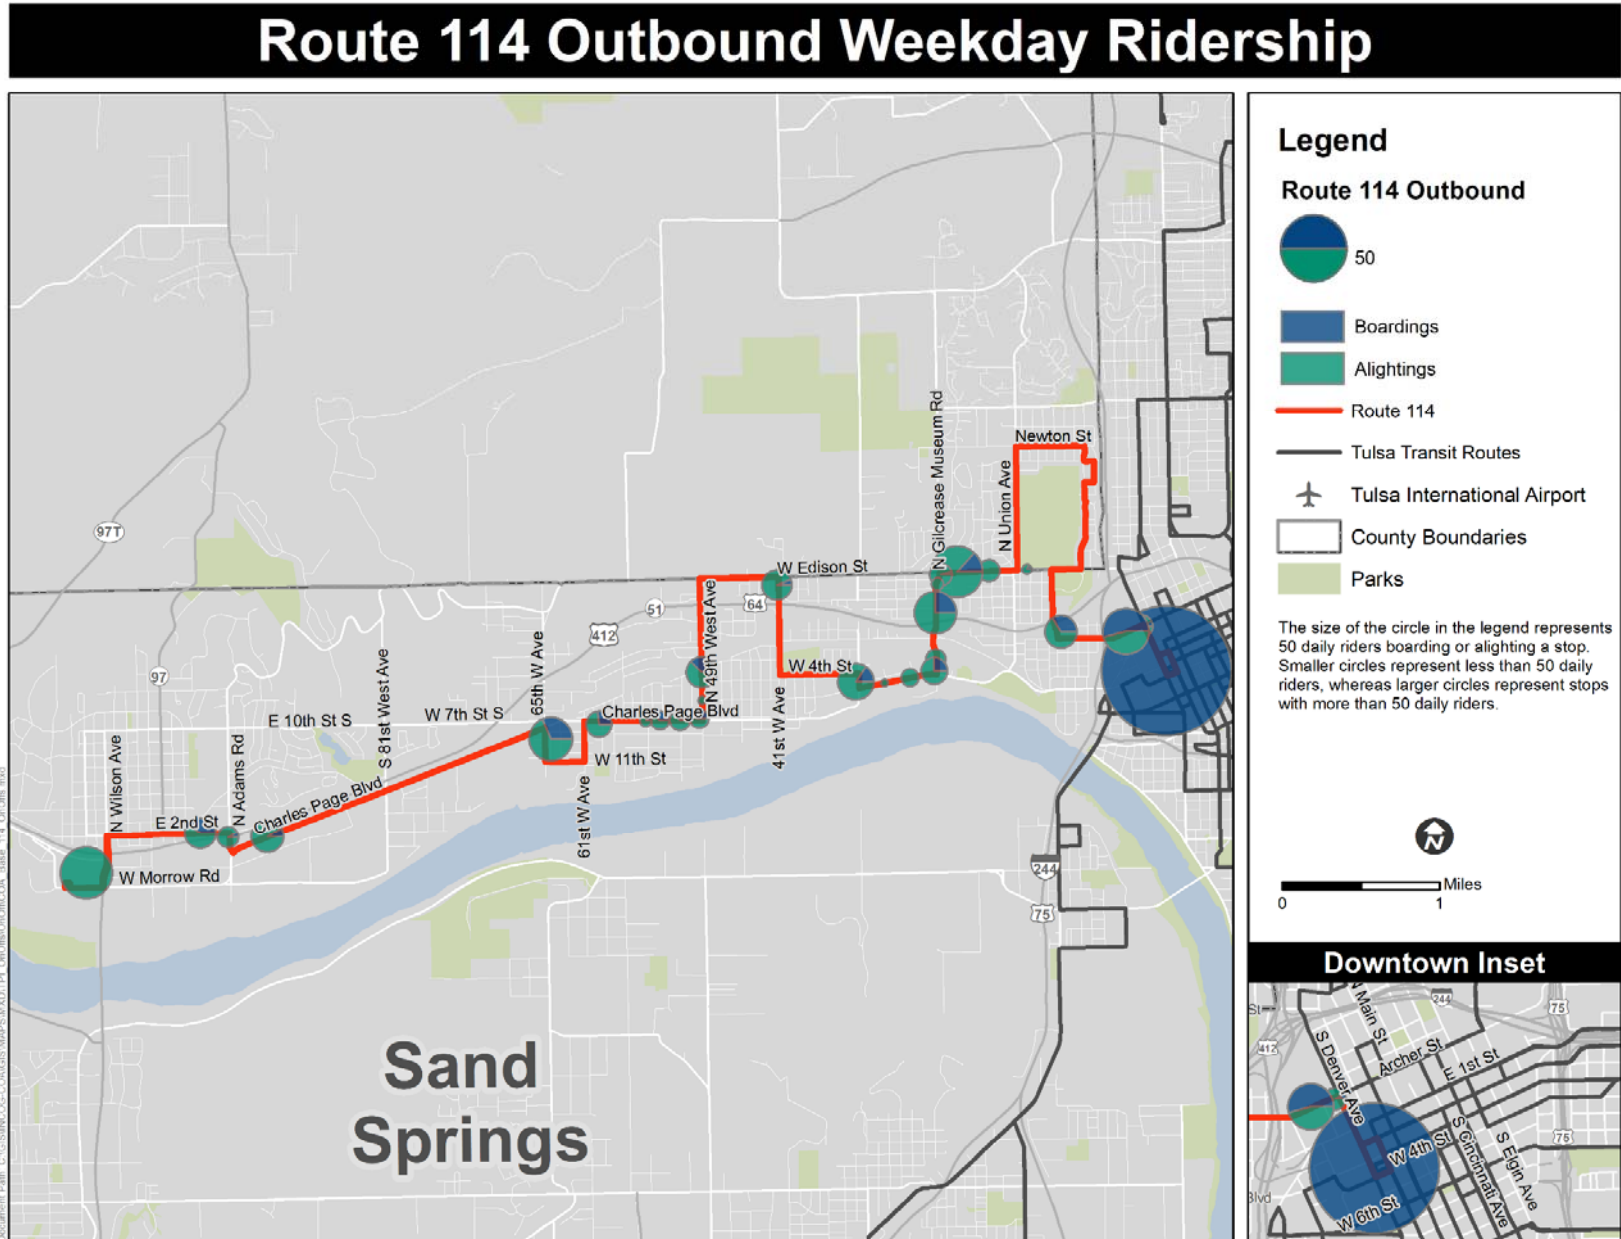 Route 114 Outbound Weekday Ridership
Legend
Route 114 Outbound
50
Boardings
Alightings
Route 114
Tulsa Transit Routes
Tulsa International Airport
County Boundaries
Parks
The size of the circle in the legend represents
50 daily riders boarding or alighting a stop.
Smaller circles represent less than 50 daily
riders, whereas larger circles represent stops
with more than 50 daily riders.
N
Miles
0
1
Newton St
N Gilcrease Museum Rd
N Union Ave
97T
W Edison St
51
64
412
N 49th West Ave
65th W Ave
W 4th St
97
S 81st West Ave
E 10th St S
W 7th St S
Charles Page Blvd
41st W Ave
W 11th St
N Wilson Ave
N Adams Rd
Charles Page Blvd
61st W Ave
E 2nd St
W Morrow Rd
244
75
Sand
Springs
Downtown Inset
N Main St
244
75
St
412
S Denver Ave
Archer St
E 1st St
W 4th St
S Cincinnati Ave
S Elgin Ave
75
Blvd
W 6th St